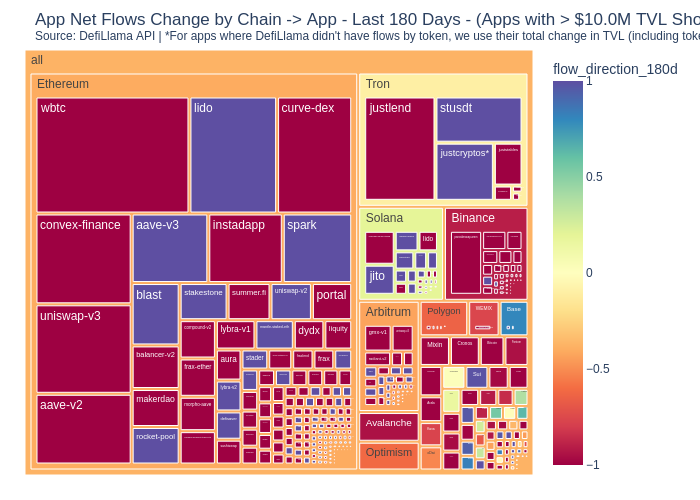 App Net Flows Change by Chain -> App - Last 180 Days - (Apps with > $10.0M TVL Sho
Source: DefiLlama API | *For apps where DefiLlama didn't have flows by token, we use their total change in TVL (including toke
all
flow_direction_180d
Ethereum
Tron
wbtc
lido
curve-dex
justlend
stusdt
justcryptos*
convex-finance
aave-v3
instadapp
spark
Solana
Binance
lido
jito
uniswap-v3
blast
stakestone
summer.fi
uniswap-v2
portal
Arbitrum
Polygon
WEMIX
Base
compound-v2
lybra-v1
dydx
liquity
gmx-v1
balancer-v2
aura
stader
frax
Mixin
Cronos
frax-ether
lybra-v2
Sui
aave-v2
makerdao
morpho-aave
rocket-pool
Avalanche
Optimism
1
0.5
0
−0.5
−1